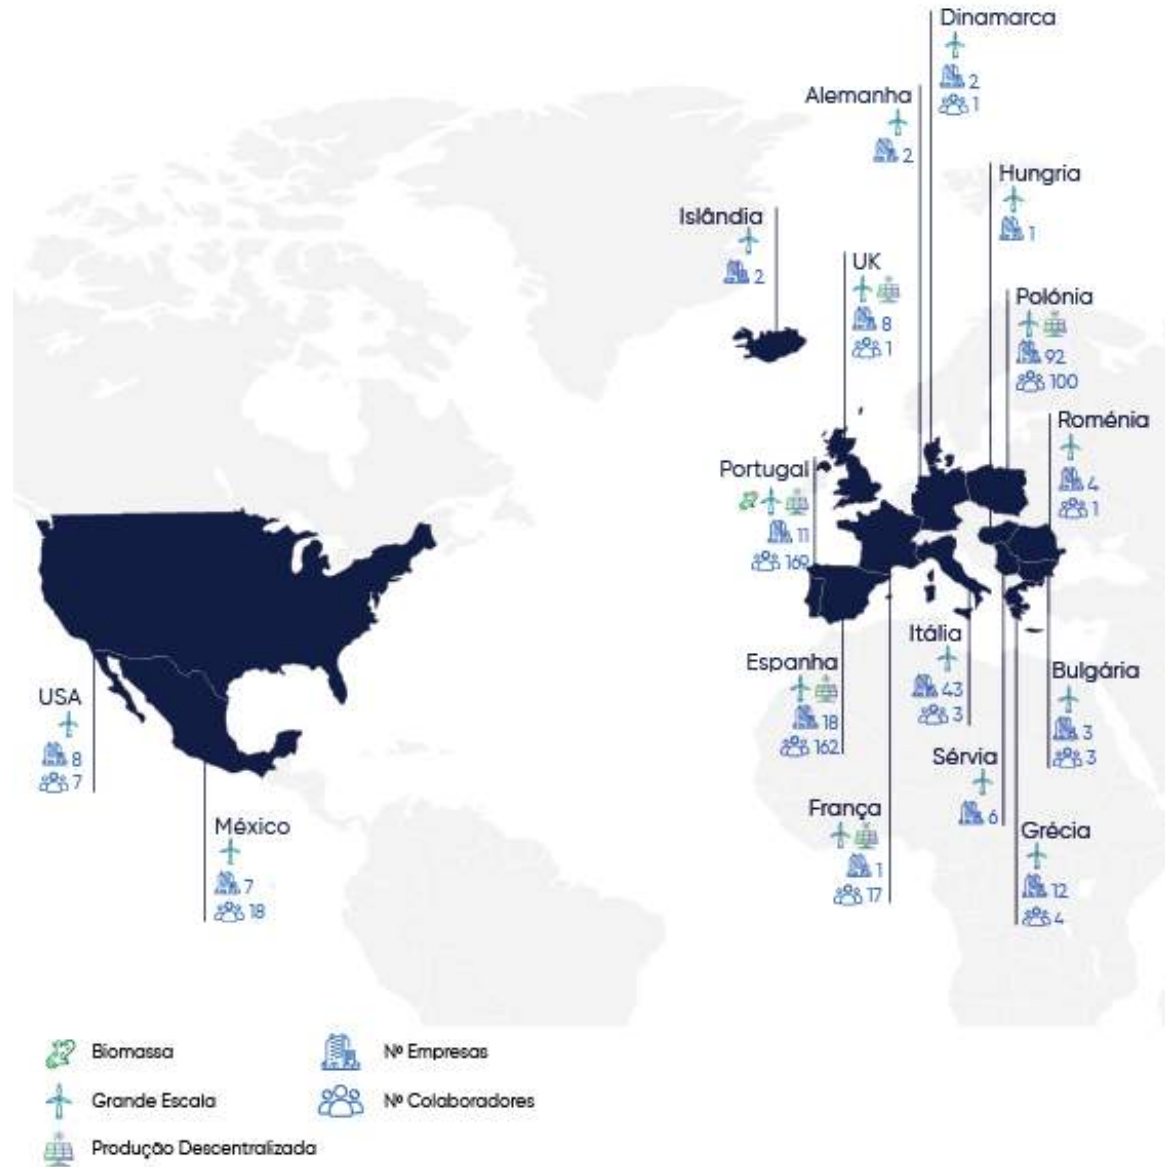 Dinamarca
2
1
Alemanha
2
Hungria
1
Islândia
2
UK
8
1
Polónia
92
100
Roménia
4
1
Portugal
11
169
Itália
43
3
Espanha
18
162
Bulgária
3
3
USA
8
7
Sérvia
6
França
1
17
México
7
18
Grécia
12
4
Biomassa
Nº Empresas
Grande Escala
Nº Colaboradores
Produção Descentralizada